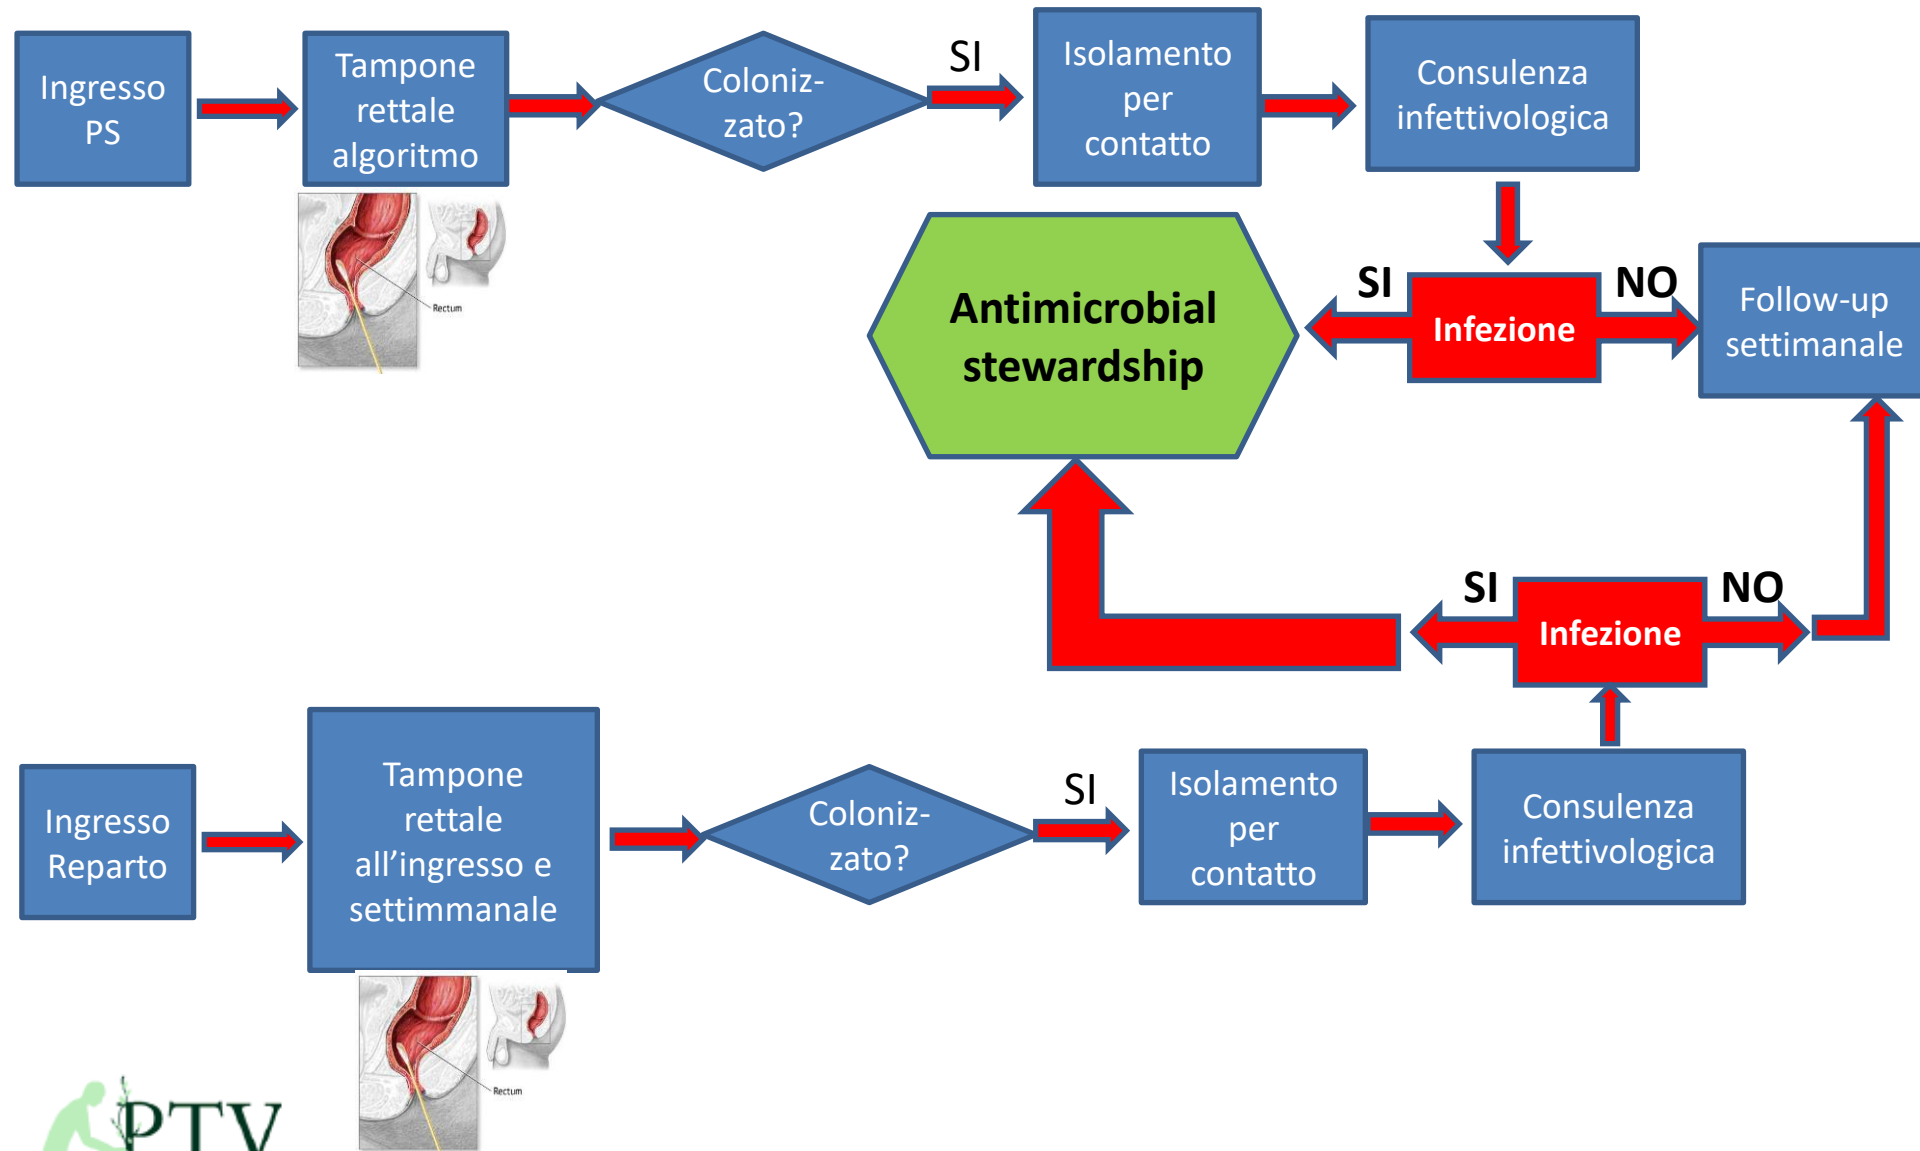 Ingresso
PS
Tampone
rettale
algoritmo
Coloniz-
zato?
SI
Isolamento
per
contatto
Consulenza
infettivologica
Rectum
Antimicrobial
stewardship
SI
Infezione
NO
Follow-up
settimanale
SI
Infezione
NO
Ingresso
Reparto
Tampone
rettale
all’ingresso e
settimmanale
Coloniz-
zato?
SI
Isolamento
per
contatto
Consulenza
infettivologica
Rectum
PTV